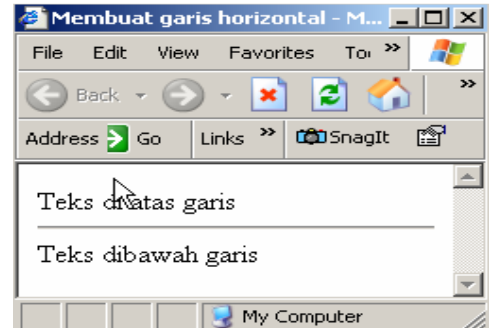 Membuat garis horizontal - M...
File Edit View Favorites To »
Back »
Address Go Links » SnagIt
Teks diatas garis
Teks dibawah garis
My Computer